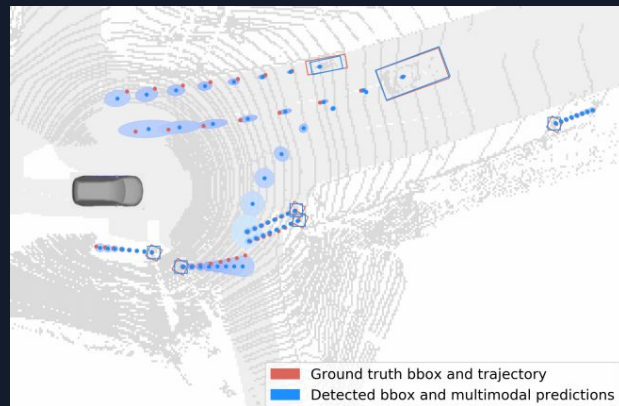 Ground truth bbox and trajectory
Detected bbox and multimodal predictions